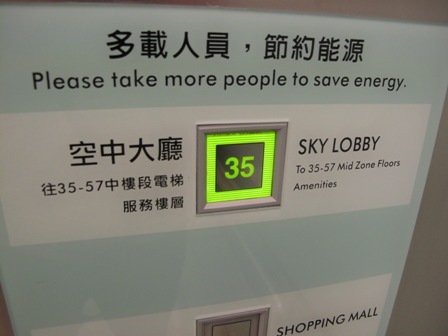 多載人員，節約能源
Please take more people to save energy.
空中大廳
往35-57中樓段電梯
服務樓層
35
SKY LOBBY
To 35-57 Mid Zone Floors
Amenities
SHOPPING MALL